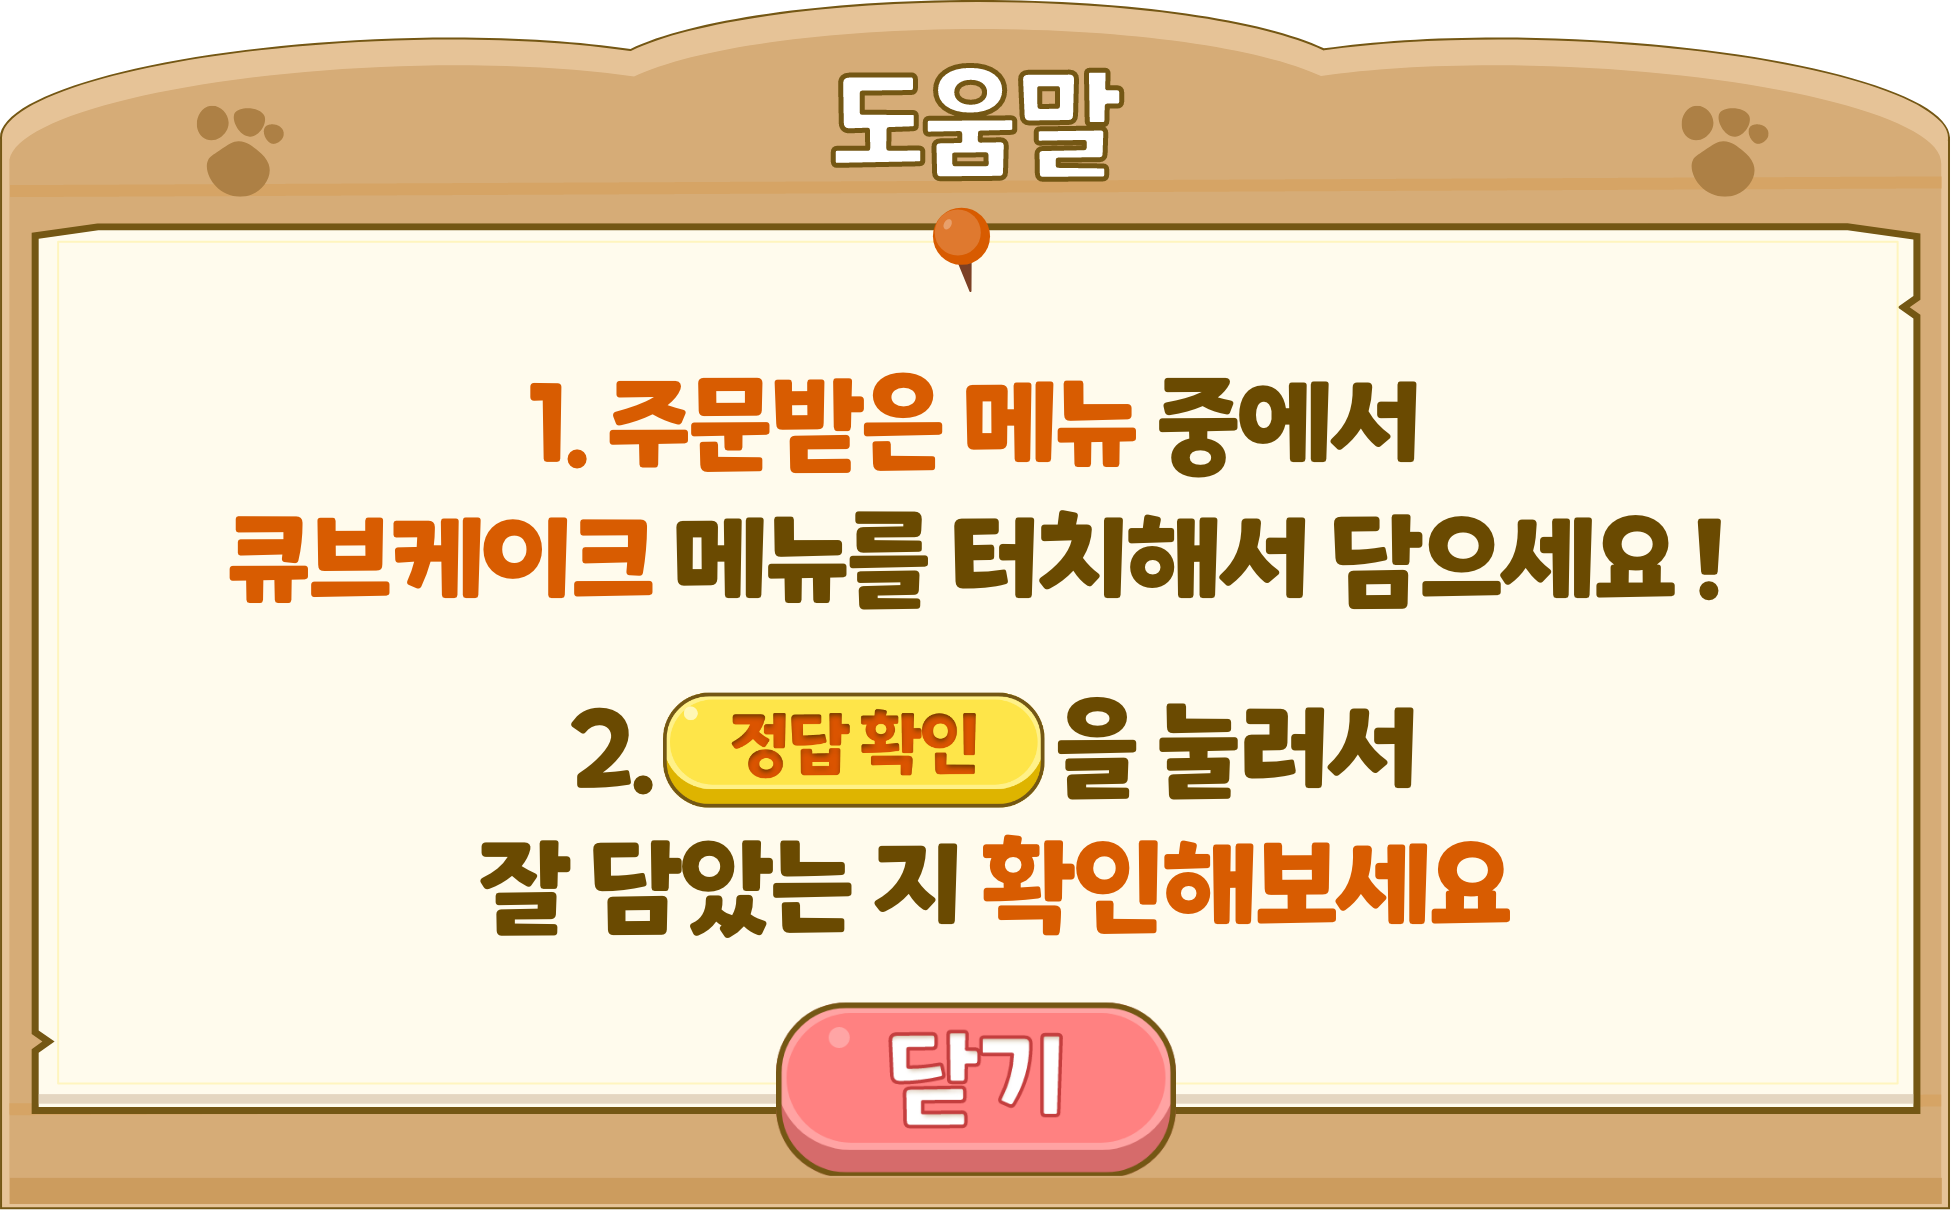 도움말
1. 주문받은 메뉴 중에서
큐브케이크 메뉴를 터치해서 담으세요!
2. 정답 확인 을 눌러서
잘 담았는 지 확인해보세요
닫기